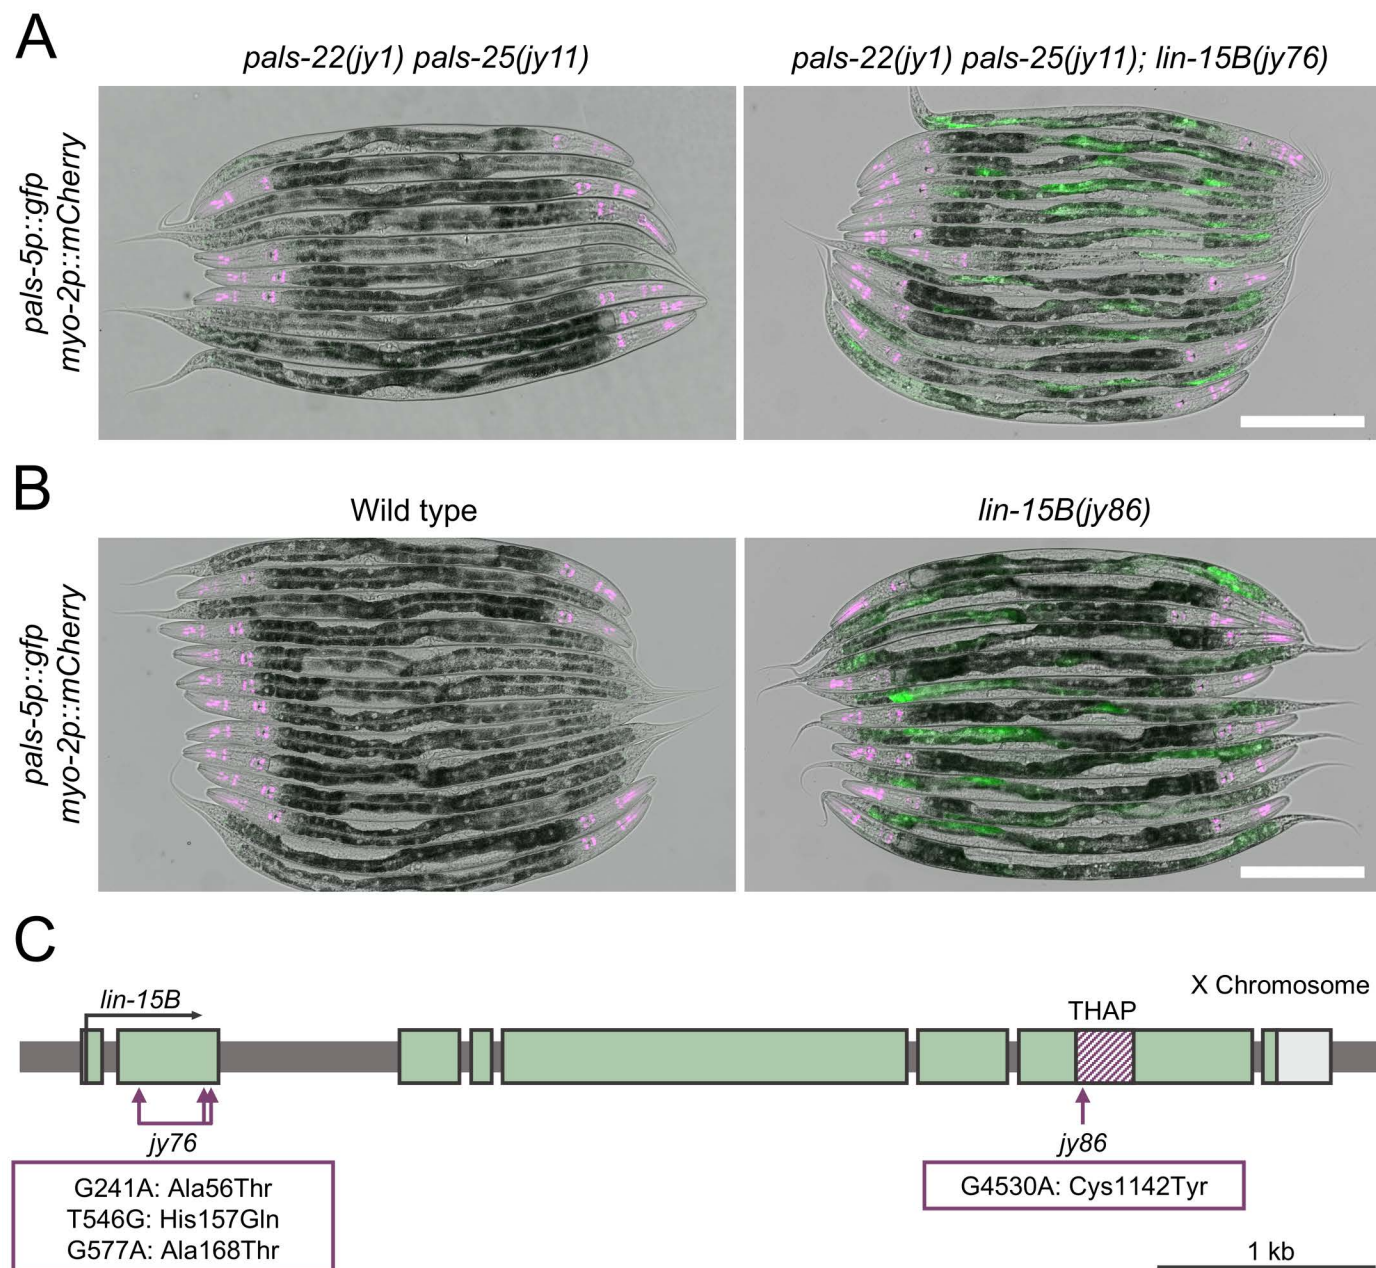 A
pals-22(jy1) pals-25(jy11)
pals-22(jy1) pals-25(jy11); lin-15B(jy76)
pals-5p::gfp
myo-2p::mCherry
B
Wild type
lin-15B(jy86)
pals-5p::gfp
myo-2p::mCherry
C
X Chromosome
lin-15B
THAP
jy76
jy86
G241A: Ala56Thr
T546G: His157Gln
G577A: Ala168Thr
G4530A: Cys1142Tyr
1 kb